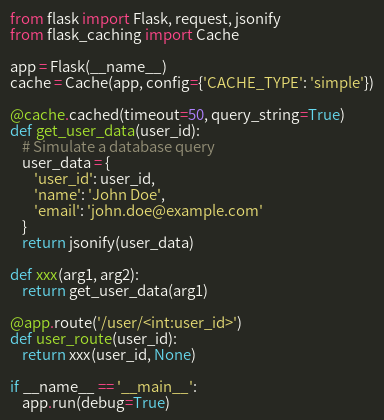 from flask import Flask, request, jsonify
from flask_caching import Cache

app = Flask(__name__)
cache = Cache(app, config={'CACHE_TYPE': 'simple'})

@cache.cached(timeout=50, query_string=True)
def get_user_data(user_id):
    # Simulate a database query
    user_data = {
        'user_id': user_id,
        'name': 'John Doe',
        'email': 'john.doe@example.com'
    }
    return jsonify(user_data)

def xxx(arg1, arg2):
    return get_user_data(arg1)

@app.route('/user/<int:user_id>')
def user_route(user_id):
    return xxx(user_id, None)

if __name__ == '__main__':
    app.run(debug=True)